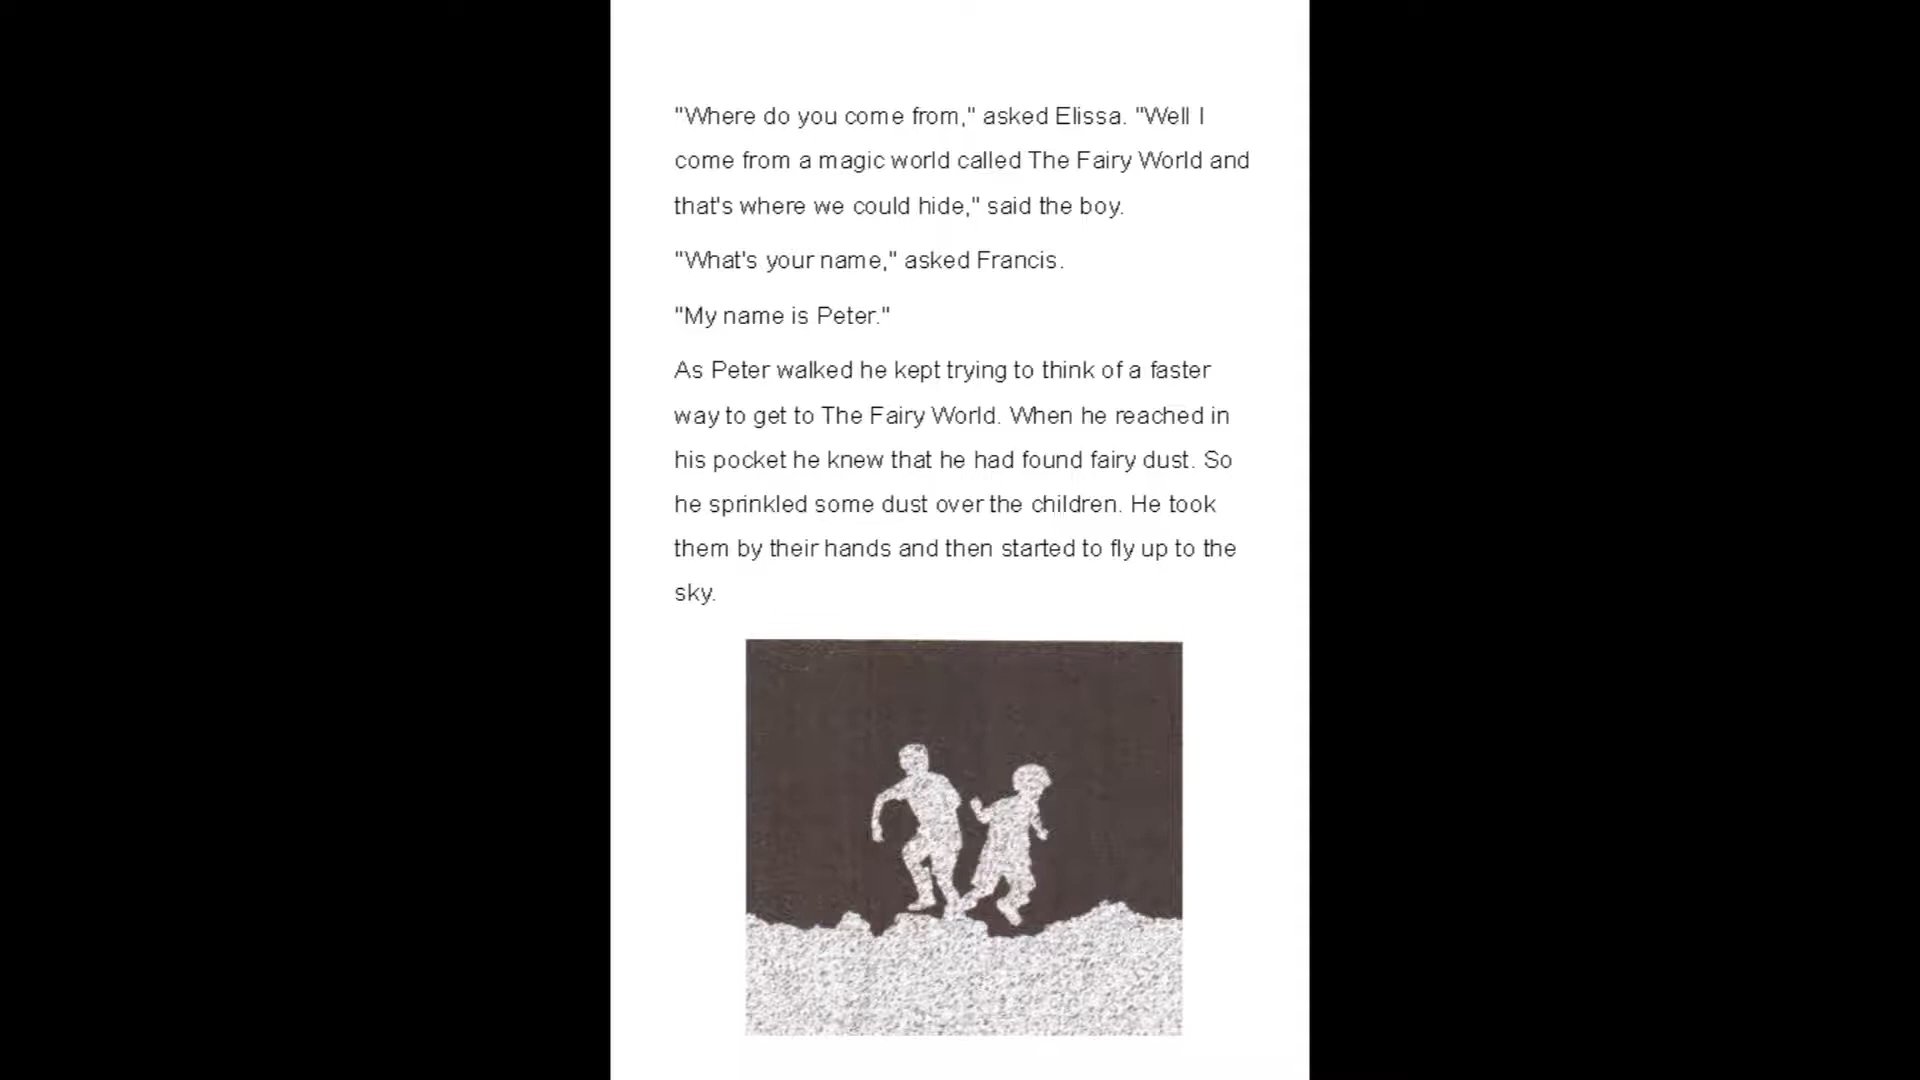 "Where do you come from," asked Elissa. "Well I
come from a magic world called The Fairy World and
that's where we could hide," said the boy.
"What's your name," asked Francis.
"My name is Peter."
As Peter walked he kept trying to think of a faster
way to get to The Fairy World. When he reached in
his pocket he knew that he had found fairy dust. So
he sprinkled some dust over the children. He took
them by their hands and then started to fly up to the
sky.